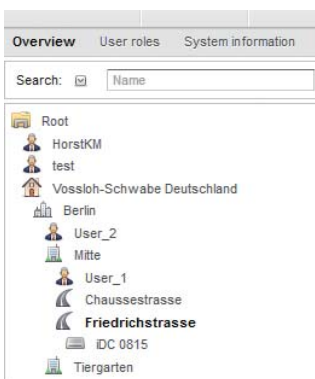 Overview User roles System information
Search: Name
Root
HorstKM
test
Vossloh-Schwabe Deutschland
Berlin
User_2
Mitte
User_1
Chaussestrasse
Friedrichstrasse
iDC 0815
Tiergarten